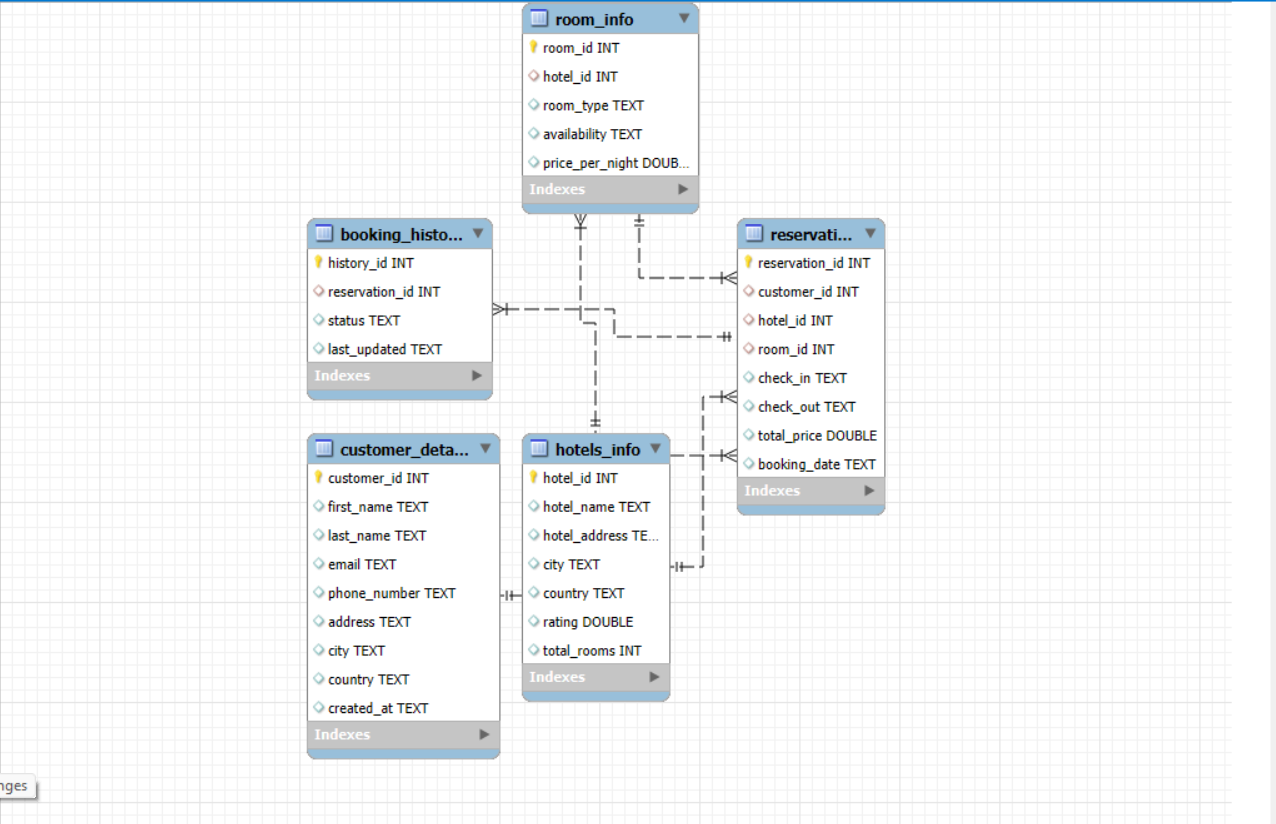 room_info
room_id INT
hotel_id INT
room_type TEXT
availability TEXT
price_per_night DOUB...
Indexes
booking_histo...
history_id INT
reservation_id INT
status TEXT
last_updated TEXT
Indexes
reservati...
reservation_id INT
customer_id INT
hotel_id INT
room_id INT
check_in TEXT
check_out TEXT
total_price DOUBLE
booking_date TEXT
Indexes
customer_deta...
customer_id INT
first_name TEXT
last_name TEXT
email TEXT
phone_number TEXT
address TEXT
city TEXT
country TEXT
created_at TEXT
Indexes
hotels_info
hotel_id INT
hotel_name TEXT
hotel_address TE...
city TEXT
country TEXT
rating DOUBLE
total_rooms INT
Indexes
nges